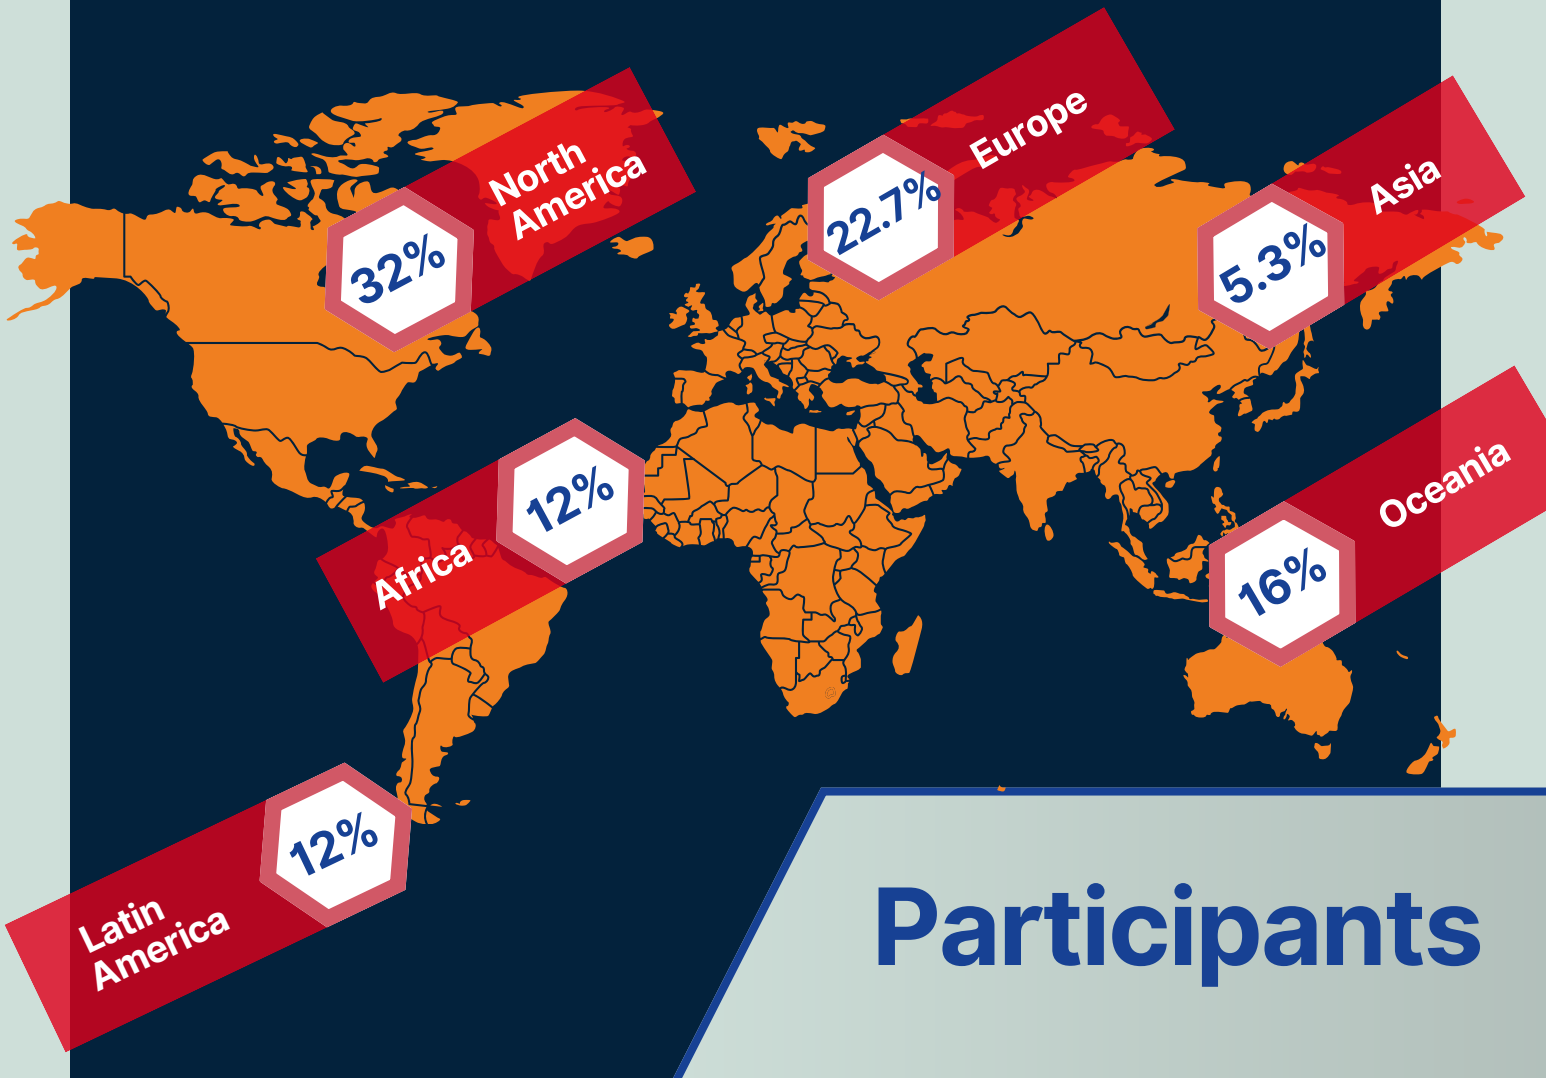 North
America
32%
Europe
22.7%
Asia
5.3%
Africa
12%
Oceania
16%
Latin
America
12%
Participants